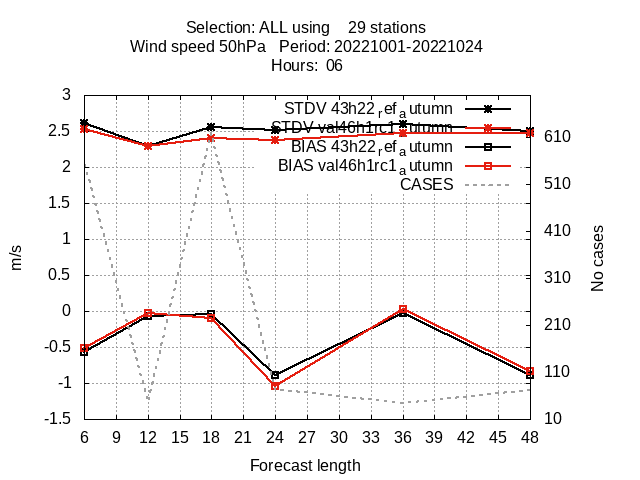 Selection: ALL using    29 stations
Wind speed 50hPa   Period: 20221001-20221024
Hours:  06
STDV 43h22ref_autumn
STDV val46h1rc1_autumn
BIAS 43h22ref_autumn
BIAS val46h1rc1_autumn
CASES
3
2.5
2
1.5
1
0.5
0
-0.5
-1
-1.5
m/s
610
510
410
310
210
110
10
No cases
6 9 12 15 18 21 24 27 30 33 36 39 42 45 48
Forecast length